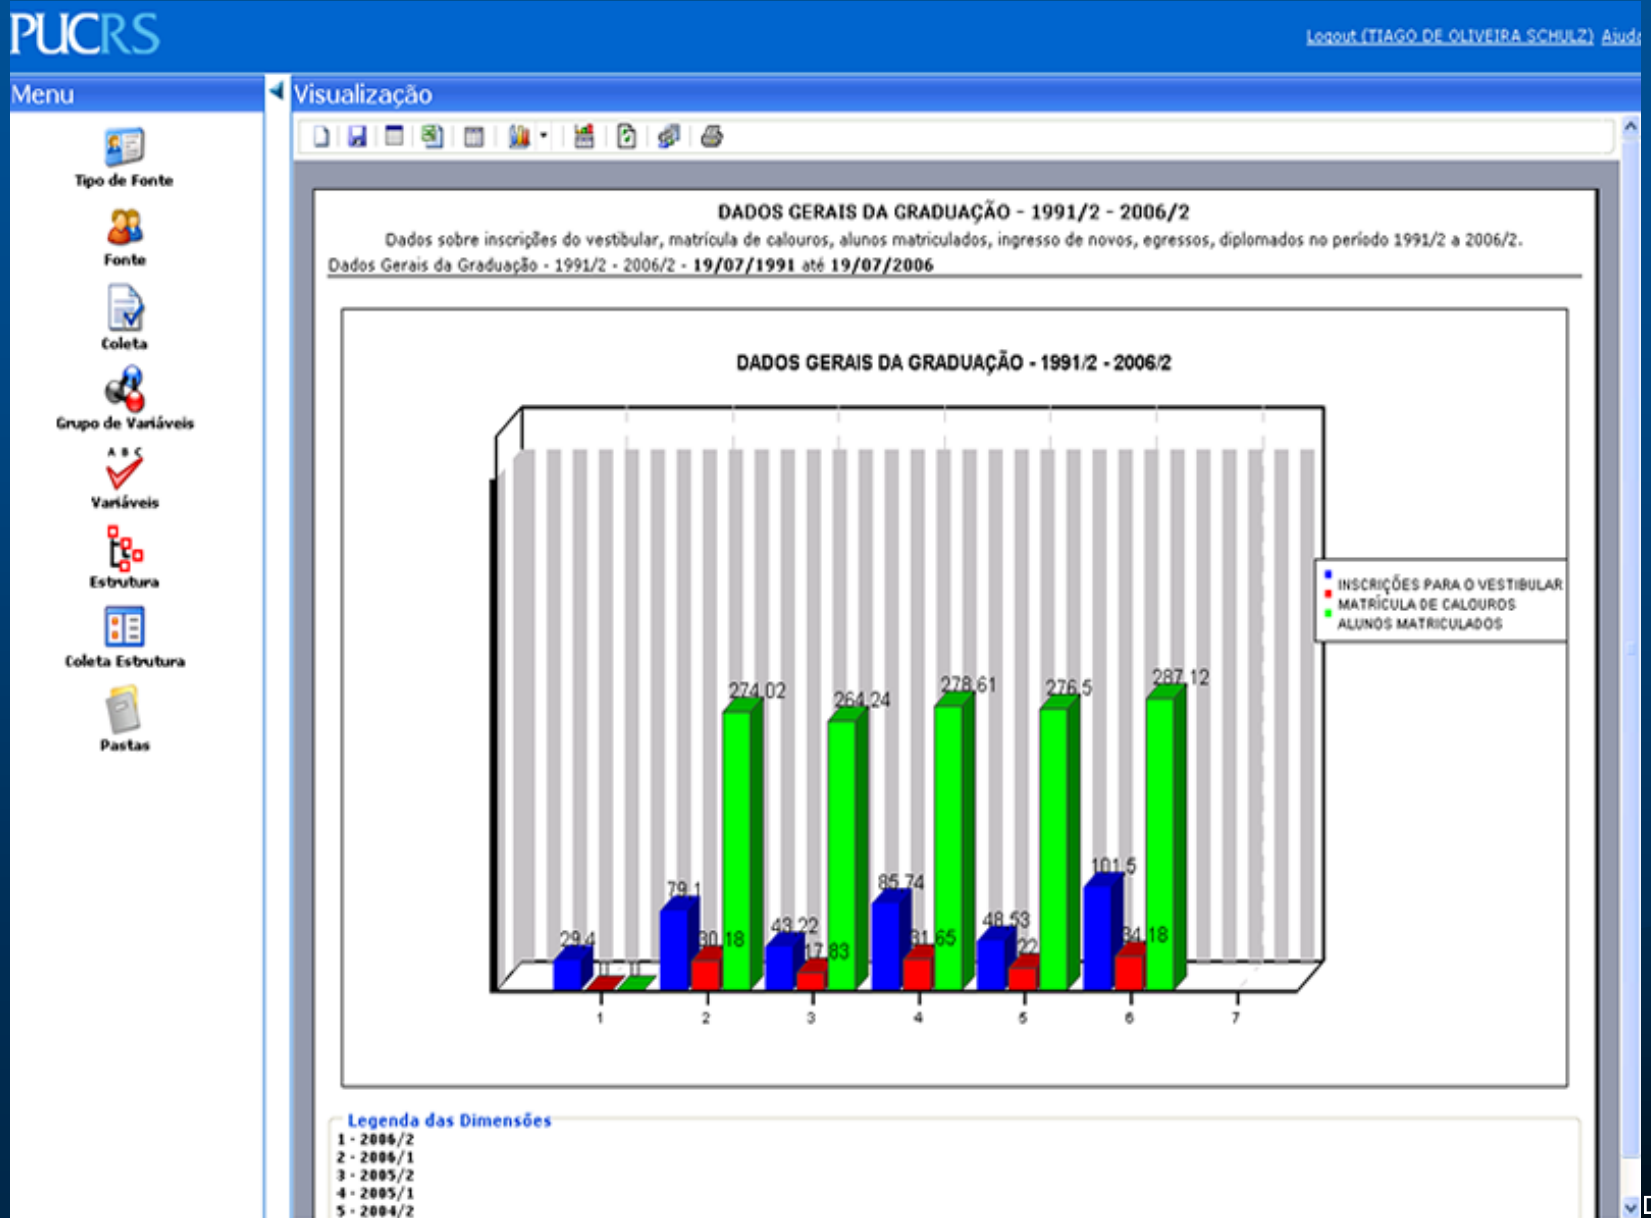 PUCRS
Logout (TIAGO DE OLIVEIRA SCHULZ) Ajuda
Menu
Visualização
Tipo de Fonte
Fonte
Coleta
Grupo de Variáveis
A B C
Variáveis
Estrutura
Coleta Estrutura
Pastas
DADOS GERAIS DA GRADUAÇÃO - 1991/2 - 2006/2
Dados sobre inscrições do vestibular, matrícula de calouros, alunos matriculados, ingresso de novos, egressos, diplomados no período 1991/2 a 2006/2.
Dados Gerais da Graduação - 1991/2 - 2006/2 - 19/07/1991 até 19/07/2006
DADOS GERAIS DA GRADUAÇÃO - 1991/2 - 2006/2
INSCRIÇÕES PARA O VESTIBULAR
MATRÍCULA DE CALOUROS
ALUNOS MATRICULADOS
274,02 264,24 278,61 276,5 287,12
29,4 0 0 79,1 30,18 43,22 17,83 85,74 31,65 48,53 22 101,5 34,18
1 2 3 4 5 6 7
Legenda das Dimensões
1 - 2006/2
2 - 2006/1
3 - 2005/2
4 - 2005/1
5 - 2004/2